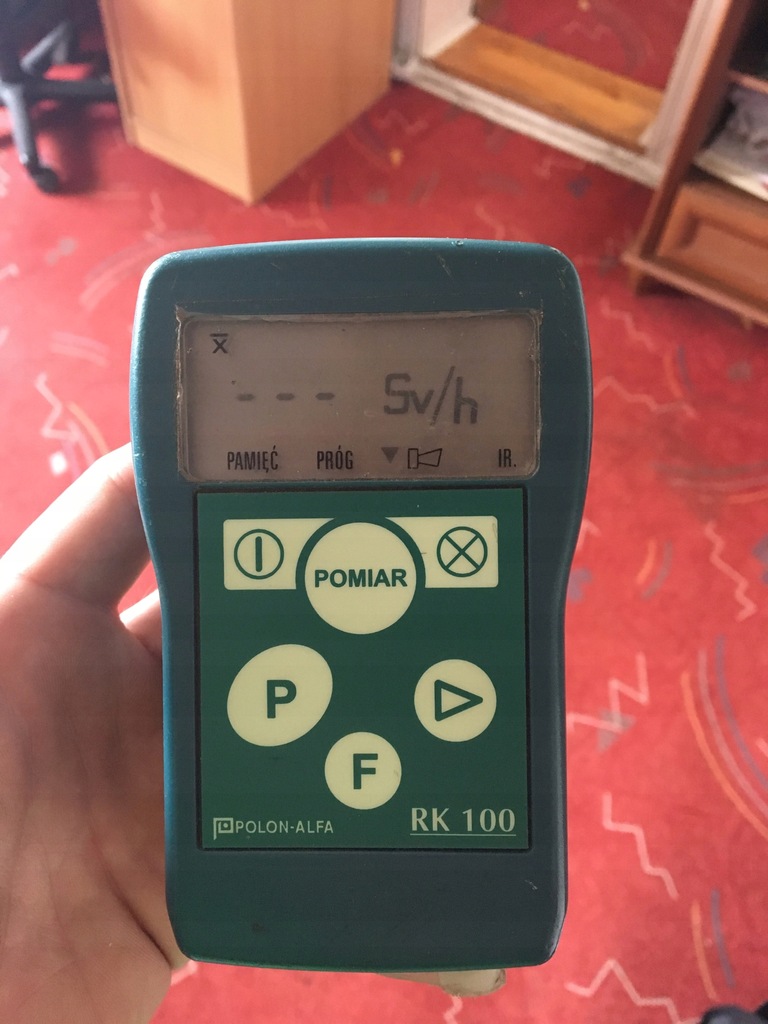 x̄
--- Sv/h
PAMIĘĆ PRÓG IR.
POMIAR
P
F
POLON-ALFA RK 100